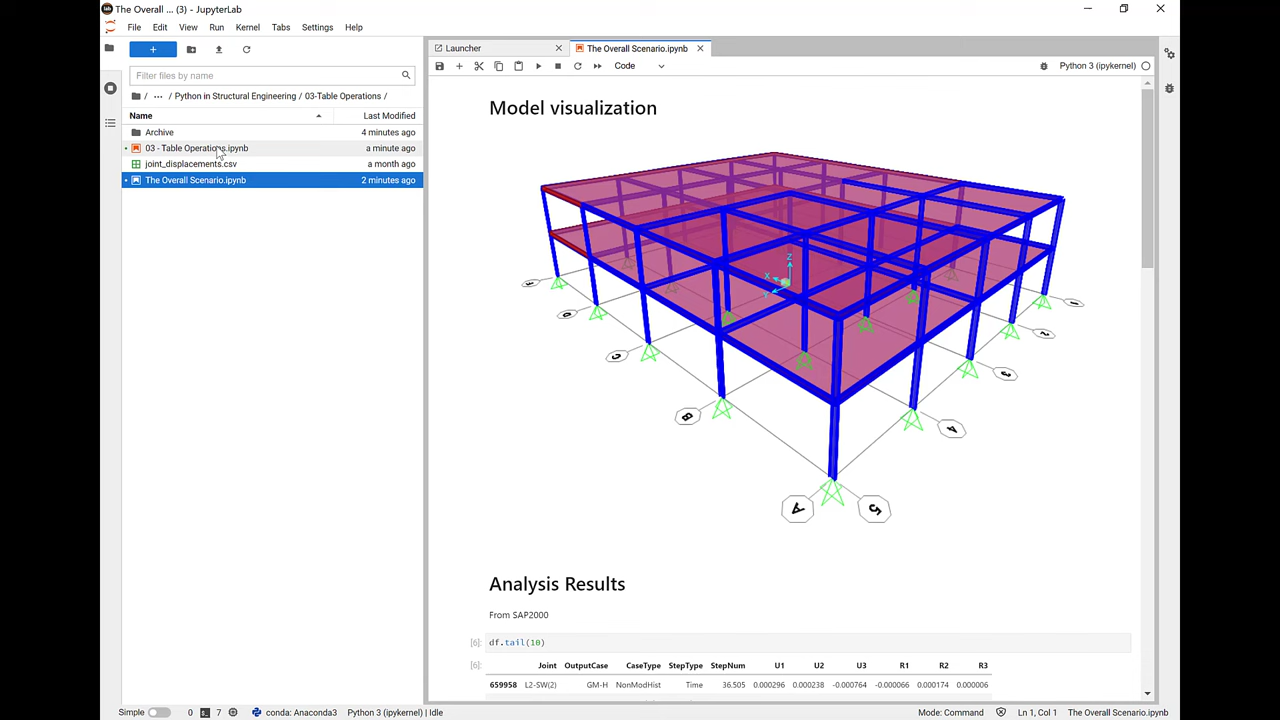 The Overall ... (3) - JupyterLab
File Edit View Run Kernel Tabs Settings Help
Launcher
The Overall Scenario.ipynb
Code
Python 3 (ipykernel)
Filter files by name
/ ... / Python in Structural Engineering / 03-Table Operations /
Name Last Modified
Archive 4 minutes ago
03 - Table Operations.ipynb a minute ago
joint_displacements.csv a month ago
The Overall Scenario.ipynb 2 minutes ago
Model visualization
Z
X
B
A
5
4
3
2
1
C
D
Analysis Results
From SAP2000
[6]: df.tail(10)
[6]: Joint OutputCase CaseType StepType StepNum U1 U2 U3 R1 R2 R3
659958 L2-SW(2) GM-H NonModHist Time 36.505 0.000296 0.000238 -0.000764 -0.000066 0.000174 0.000006
Simple 0 7 conda: Anaconda3 Python 3 (ipykernel) | Idle Mode: Command Ln 1, Col 1 The Overall Scenario.ipynb